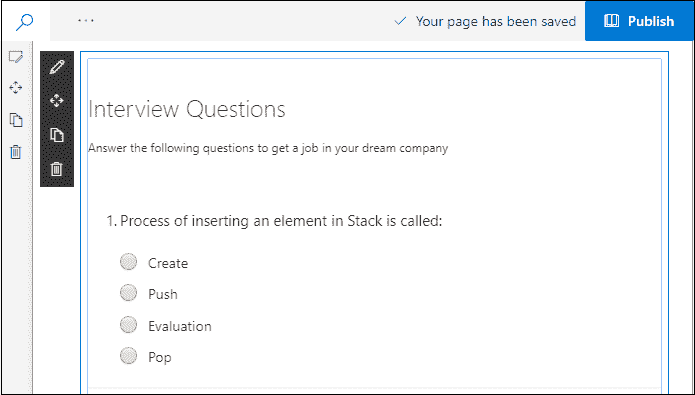 ... Your page has been saved Publish
Interview Questions
Answer the following questions to get a job in your dream company
1. Process of inserting an element in Stack is called:
Create
Push
Evaluation
Pop